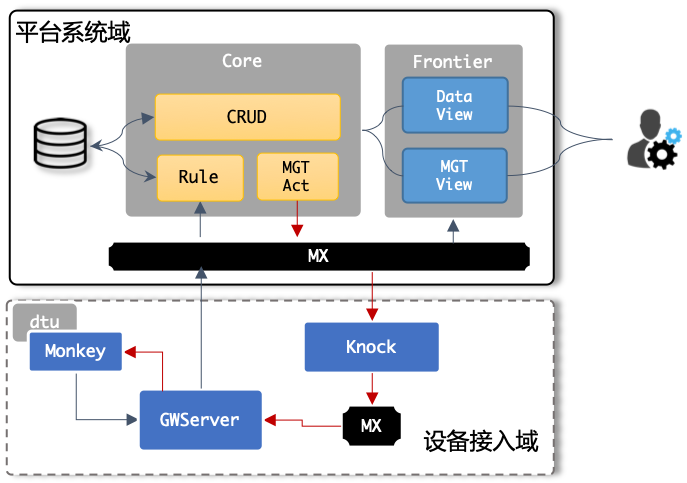 平台系统域
Core
Frontier
CRUD
Data
View
Rule
MGT
Act
MGT
View
MX
dtu
Monkey
Knock
GWServer
MX
设备接入域